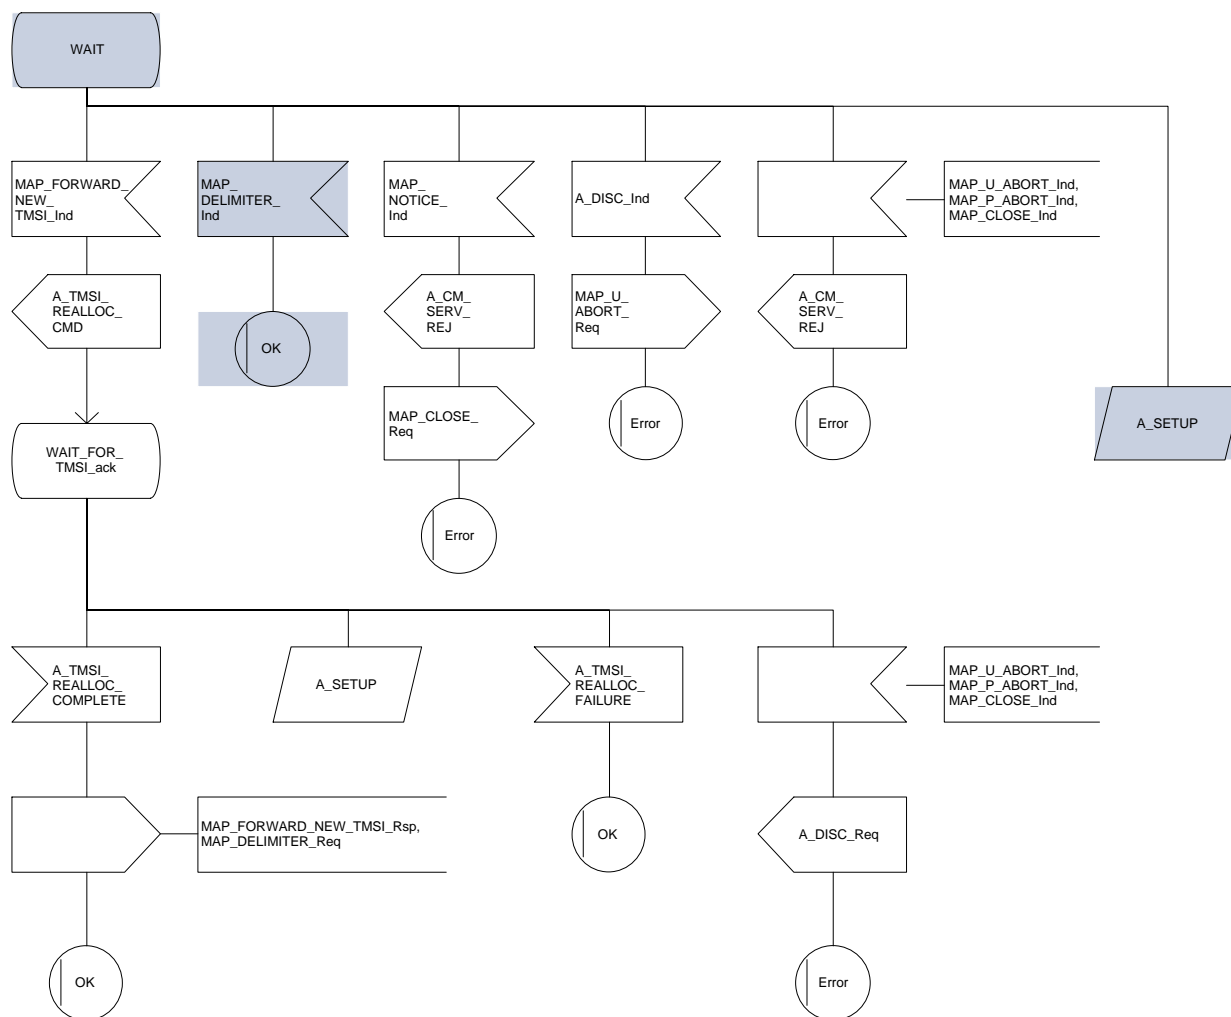 WAIT
MAP_FORWARD_
NEW_
TMSI_Ind
MAP_
DELIMITER_
Ind
MAP_
NOTICE_
Ind
A_DISC_Ind
MAP_U_ABORT_Ind,
MAP_P_ABORT_Ind,
MAP_CLOSE_Ind
A_TMSI_
REALLOC_
CMD
OK
A_CM_
SERV_
REJ
MAP_U_
ABORT_
Req
A_CM_
SERV_
REJ
MAP_CLOSE_
Req
Error
Error
A_SETUP
WAIT_FOR_
TMSI_ack
Error
A_TMSI_
REALLOC_
COMPLETE
A_SETUP
A_TMSI_
REALLOC_
FAILURE
MAP_U_ABORT_Ind,
MAP_P_ABORT_Ind,
MAP_CLOSE_Ind
MAP_FORWARD_NEW_TMSI_Rsp,
MAP_DELIMITER_Req
OK
A_DISC_Req
OK
Error